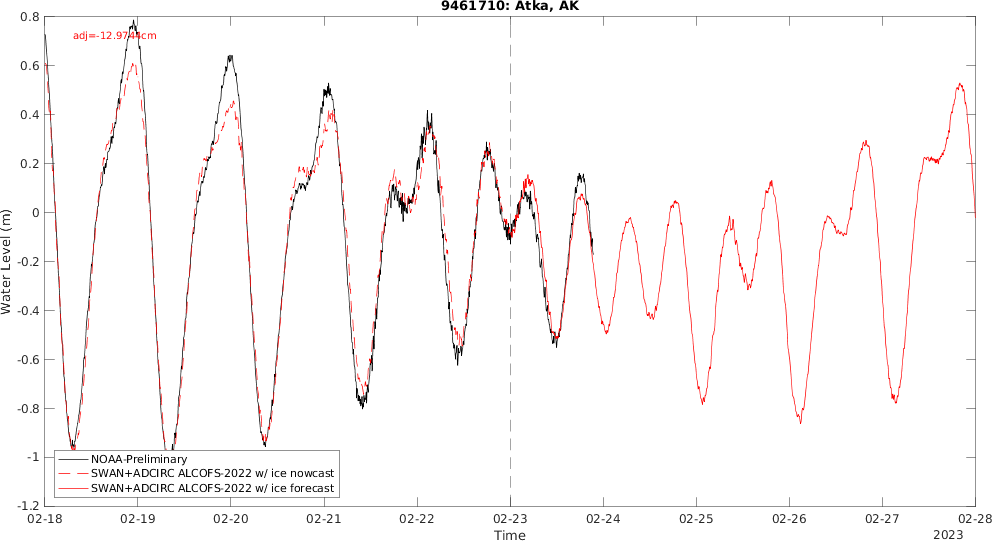 9461710: Atka, AK
adj=-12.9744cm
Water Level (m)
0.8
0.6
0.4
0.2
0
-0.2
-0.4
-0.6
-0.8
-1
-1.2
NOAA-Preliminary
SWAN+ADCIRC ALCOFS-2022 w/ ice nowcast
SWAN+ADCIRC ALCOFS-2022 w/ ice forecast
02-18 02-19 02-20 02-21 02-22 02-23 02-24 02-25 02-26 02-27 02-28
Time
2023